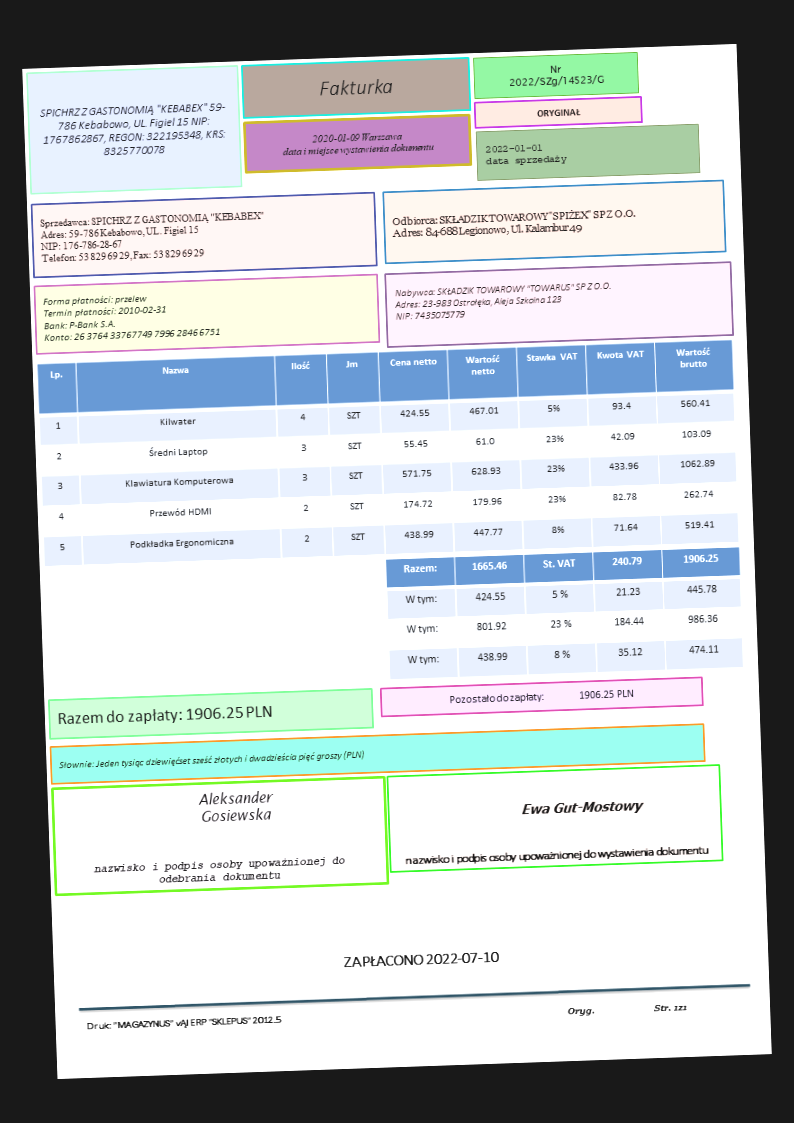 SPICHRZ Z GASTONOMIĄ "KEBABEX" 59-
786 Kebabowo, UL. Figiel 15 NIP:
1767862867, REGON: 322195348, KRS:
8325770078
Fakturka
2020-01-09 Warszawa
data i miejsce wystawienia dokumentu
Nr
2022/SZg/14523/G
ORYGINAŁ
2022-01-01
data sprzedaży
Sprzedawca: SPICHRZ Z GASTONOMIĄ "KEBABEX"
Adres: 59-786 Kebabowo, UL. Figiel 15
NIP: 176-786-28-67
Telefon: 53 829 69 29, Fax: 53 829 69 29
Odbiorca: SKŁADZIK TOWAROWY "SPIŻEX" SP Z O.O.
Adres: 84-688 Legionowo, Ul. Kalambur 49
Forma płatności: przelew
Termin płatności: 2010-02-31
Bank: P-Bank S.A.
Konto: 26 3764 3376 7749 7996 2846 6751
Nabywca: SKŁADZIK TOWAROWY "TOWARUS" SP Z O.O.
Adres: 23-983 Ostrołęka, Aleja Szkolna 123
NIP: 7435075779
Lp. Nazwa Ilość Jm Cena netto Wartość netto Stawka VAT Kwota VAT Wartość brutto
1 Kilwater 4 SZT 424.55 467.01 5% 93.4 560.41
2 Średni Laptop 3 SZT 55.45 61.0 23% 42.09 103.09
3 Klawiatura Komputerowa 3 SZT 571.75 628.93 23% 433.96 1062.89
4 Przewód HDMI 2 SZT 174.72 179.96 23% 82.78 262.74
5 Podkładka Ergonomiczna 2 SZT 438.99 447.77 8% 71.64 519.41
Razem: 1665.46 St. VAT 240.79 1906.25
W tym: 424.55 5 % 21.23 445.78
W tym: 801.92 23 % 184.44 986.36
W tym: 438.99 8 % 35.12 474.11
Razem do zapłaty: 1906.25 PLN
Pozostało do zapłaty: 1906.25 PLN
Słownie: Jeden tysiąc dziewięćset sześć złotych i dwadzieścia pięć groszy (PLN)
Aleksander
Gosiewska
nazwisko i podpis osoby upoważnionej do
odebrania dokumentu
Ewa Gut-Mostowy
nazwisko i podpis osoby upoważnionej do wystawienia dokumentu
ZAPŁACONO 2022-07-10
Druk: "MAGAZYNUS" vAJ ERP "SKLEPUS" 2012.5
Oryg.
Str. 121